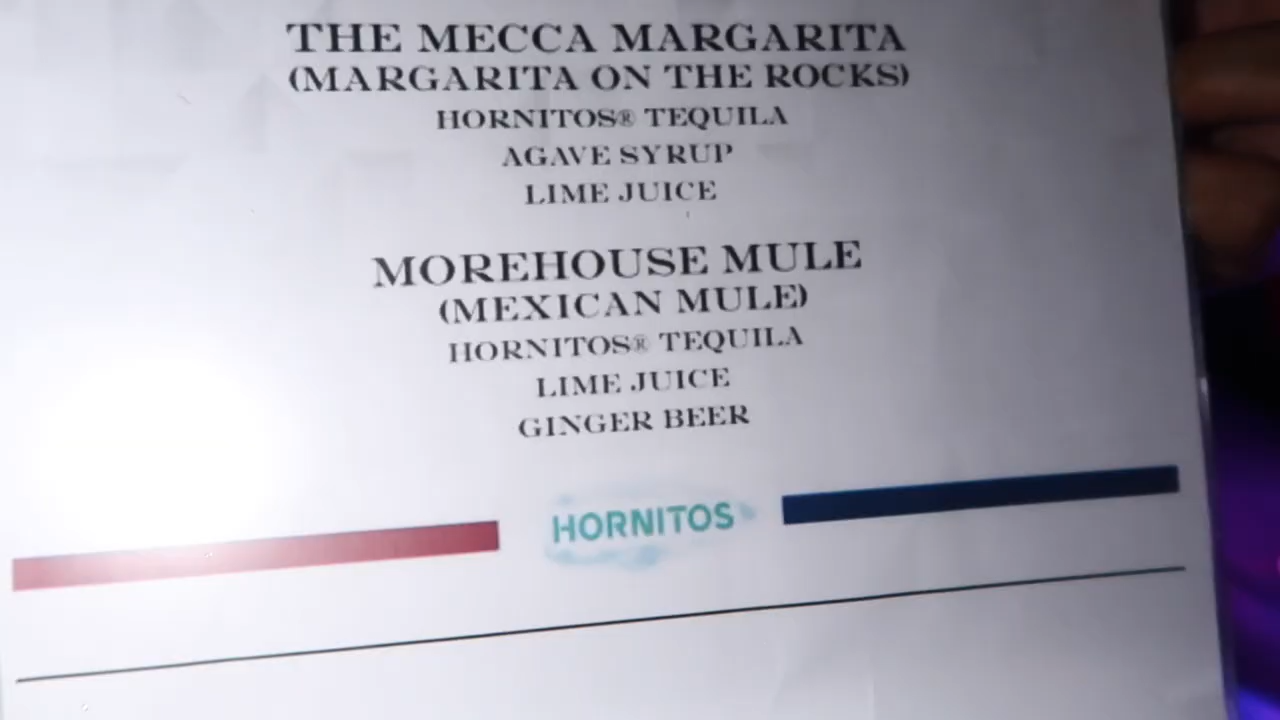 THE MECCA MARGARITA
(MARGARITA ON THE ROCKS)
HORNITOS® TEQUILA
AGAVE SYRUP
LIME JUICE
MOREHOUSE MULE
(MEXICAN MULE)
HORNITOS® TEQUILA
LIME JUICE
GINGER BEER
HORNITOS